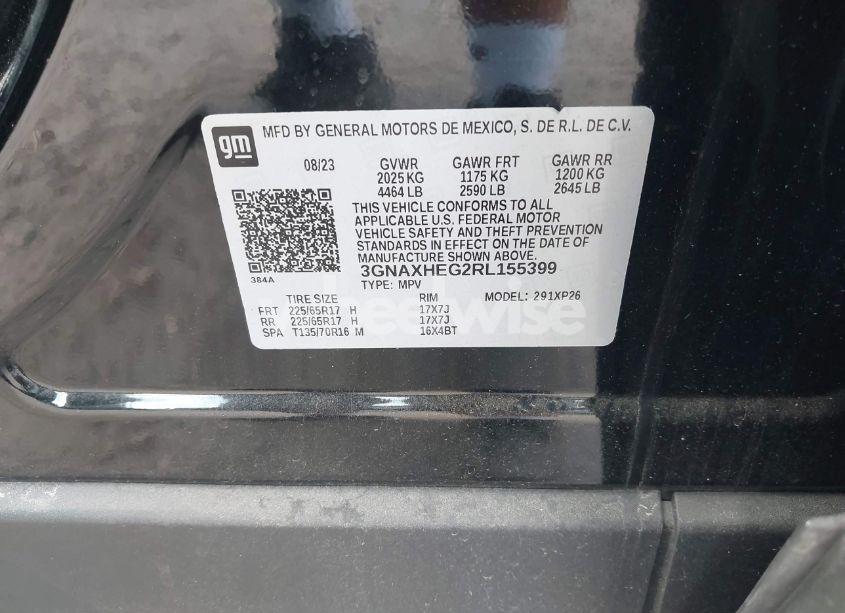 gm
MFD BY GENERAL MOTORS DE MEXICO, S. DE R.L. DE C.V.
08/23 GVWR GAWR FRT GAWR RR
2025 KG 1175 KG 1200 KG
4464 LB 2590 LB 2645 LB
THIS VEHICLE CONFORMS TO ALL
APPLICABLE U.S. FEDERAL MOTOR
VEHICLE SAFETY AND THEFT PREVENTION
STANDARDS IN EFFECT ON THE DATE OF
MANUFACTURE SHOWN ABOVE.
384A
3GNAXHEG2RL155399
TYPE: MPV
TIRE SIZE RIM MODEL: 291XP26
FRT 225/65R17 H 17X7J
RR 225/65R17 H 17X7J
SPA T135/70R16 M 16X4BT